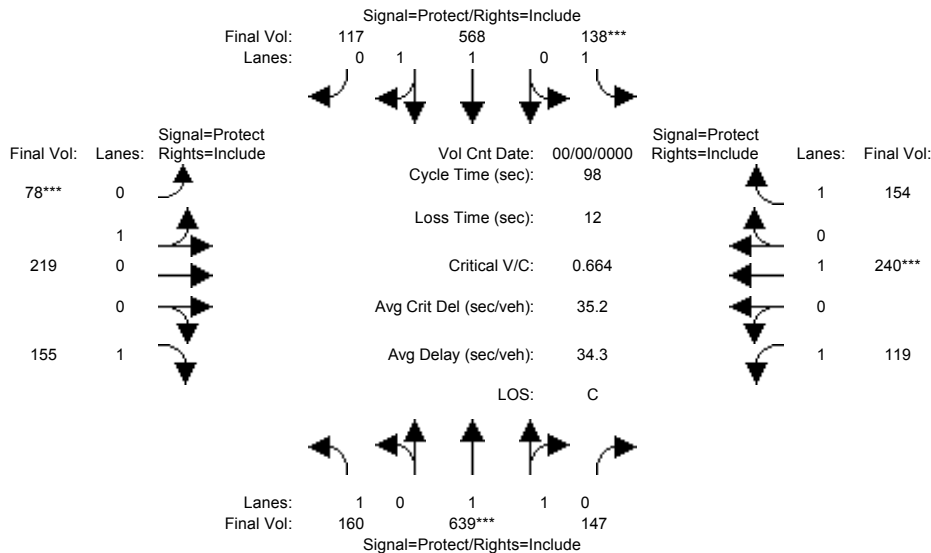 Signal=Protect/Rights=Include
Final Vol: 117 568 138***
Lanes: 0 1 1 0 1
Signal=Protect Signal=Protect
Final Vol: Lanes: Rights=Include Vol Cnt Date: 00/00/0000 Rights=Include Lanes: Final Vol:
Cycle Time (sec): 98
78*** 0 1 154
Loss Time (sec): 12
1 0
219 0 Critical V/C: 0.664 1 240***
0 Avg Crit Del (sec/veh): 35.2 0
155 1 Avg Delay (sec/veh): 34.3 1 119
LOS: C
Lanes: 1 0 1 1 0
Final Vol: 160 639*** 147
Signal=Protect/Rights=Include